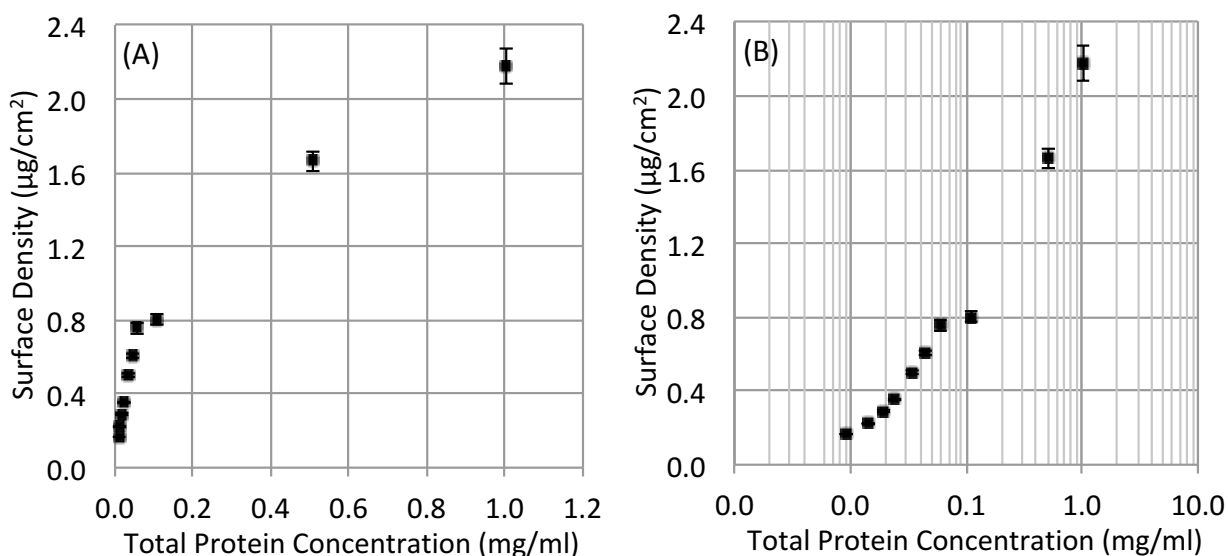 (A)
Surface Density (µg/cm²)
2.4
2.0
1.6
1.2
0.8
0.4
0.0
0.0 0.2 0.4 0.6 0.8 1.0 1.2
Total Protein Concentration (mg/ml)
(B)
Surface Density (µg/cm²)
2.4
2.0
1.6
1.2
0.8
0.4
0.0
0.0 0.0 0.1 1.0 10.0
Total Protein Concentration (mg/ml)